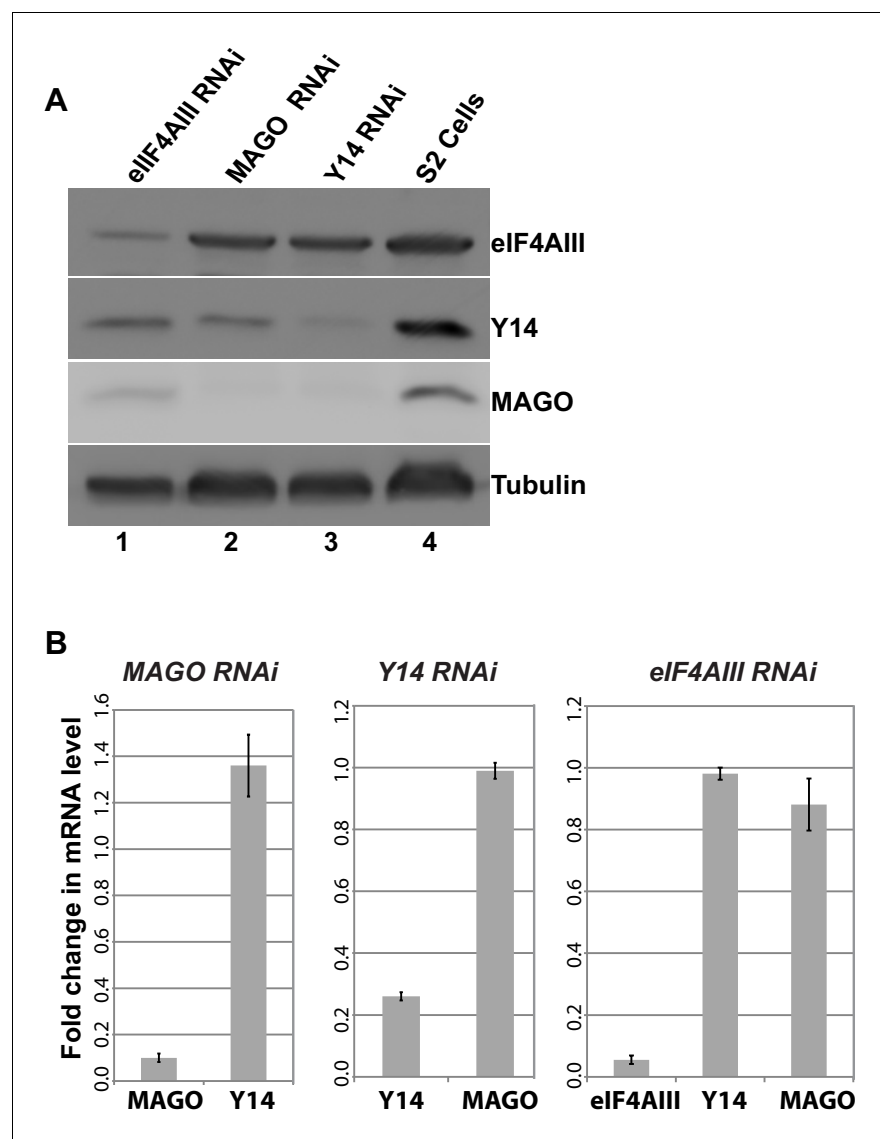 A
eIIF4AIII RNAi
MAGO RNAi
Y14 RNAi
S2 Cells
eIF4AIII
Y14
MAGO
Tubulin
1 2 3 4
B
MAGO RNAi
Y14 RNAi
eIF4AIII RNAi
Fold change in mRNA level
1.6
1.4
1.2
1.0
0.8
0.6
0.4
0.2
0.0
MAGO Y14
1.2
1.0
0.8
0.6
0.4
0.2
0.0
Y14 MAGO
1.2
1.0
0.8
0.6
0.4
0.2
0.0
eIF4AIII Y14 MAGO